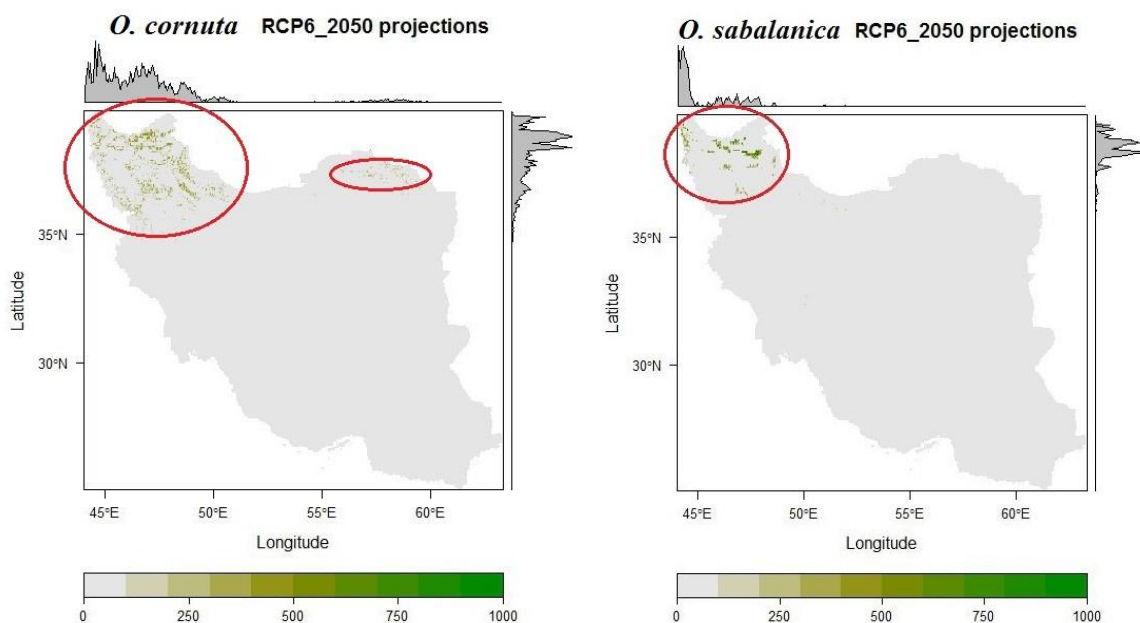 O. cornuta RCP6_2050 projections
35°N
30°N
Latitude
45°E 50°E 55°E 60°E
Longitude
0 250 500 750 1000
O. sabalanica RCP6_2050 projections
35°N
30°N
Latitude
45°E 50°E 55°E 60°E
Longitude
0 250 500 750 1000